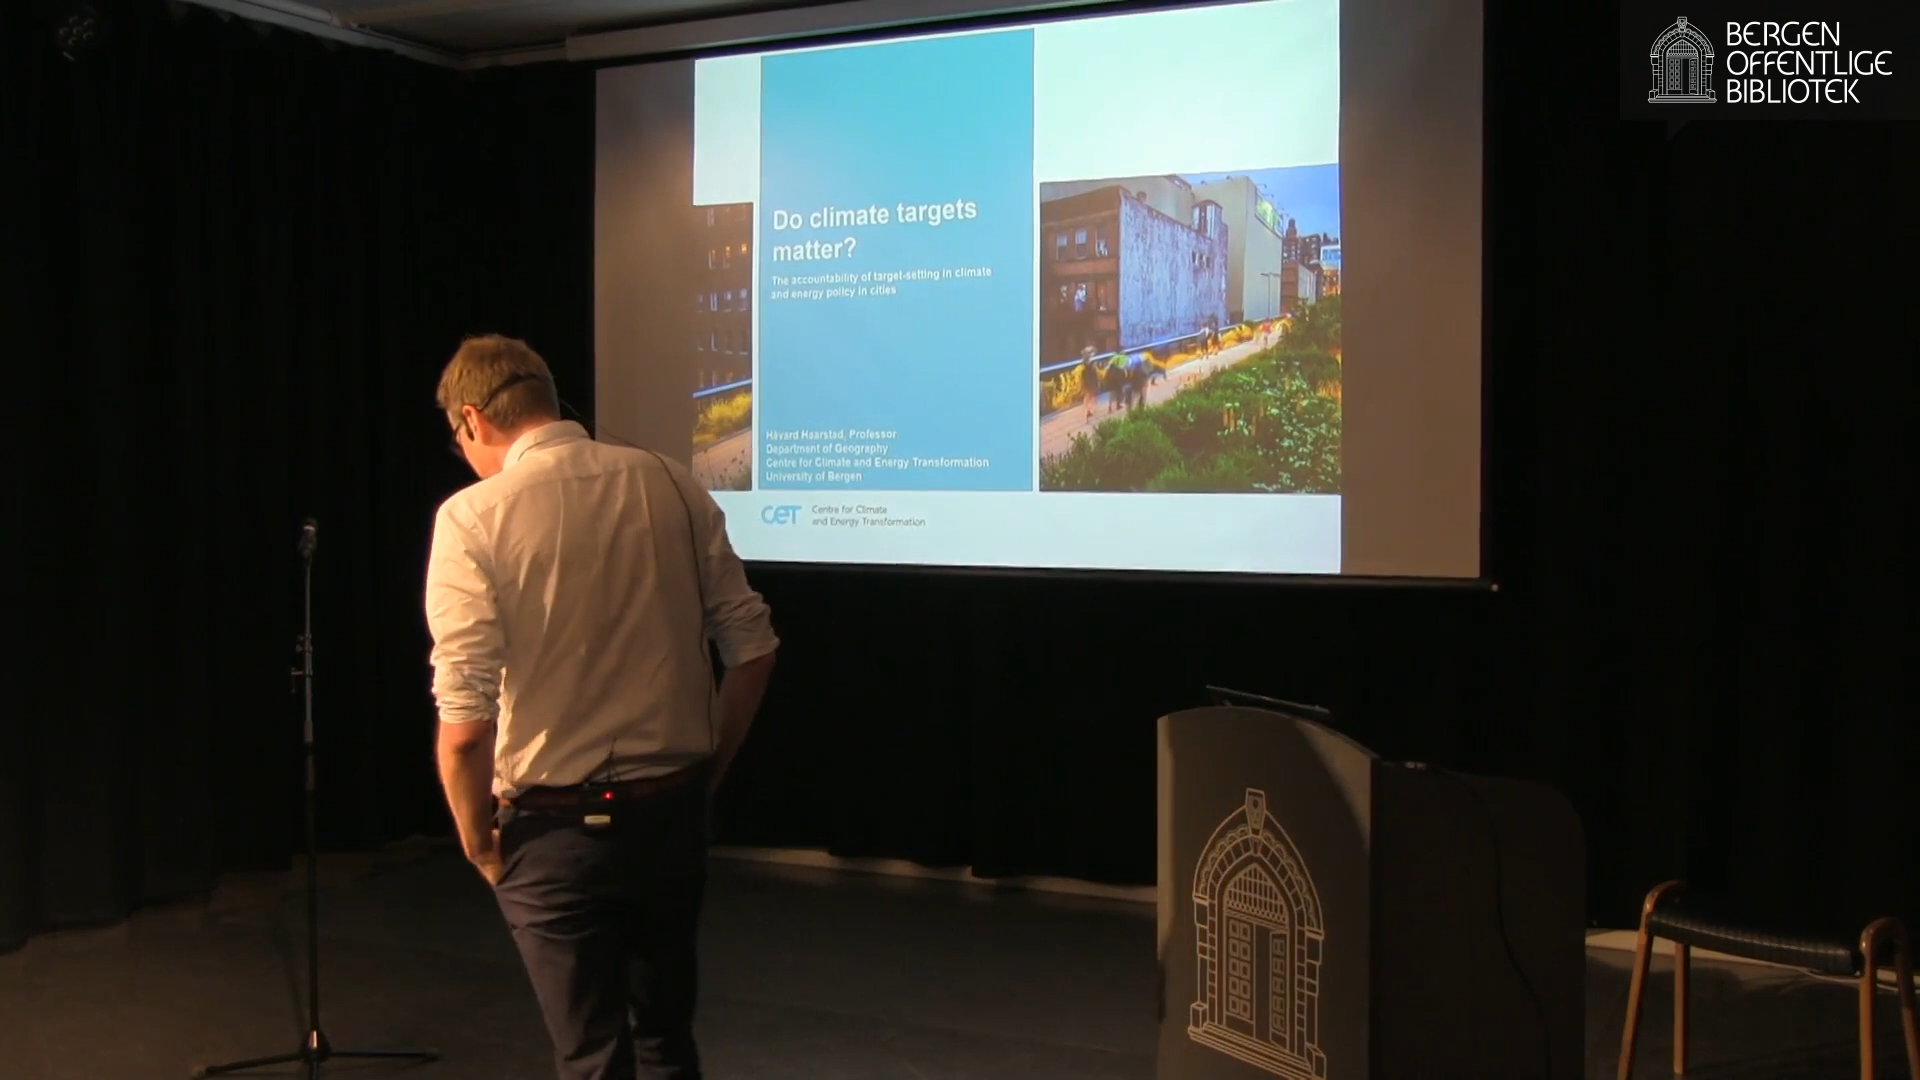 BERGEN
OFFENTLIGE
BIBLIOTEK
Do climate targets
matter?
The accountability of target-setting in climate
and energy policy in cities
Håvard Haarstad, Professor
Department of Geography
Centre for Climate and Energy Transformation
University of Bergen
CET
Centre for Climate
and Energy Transformation